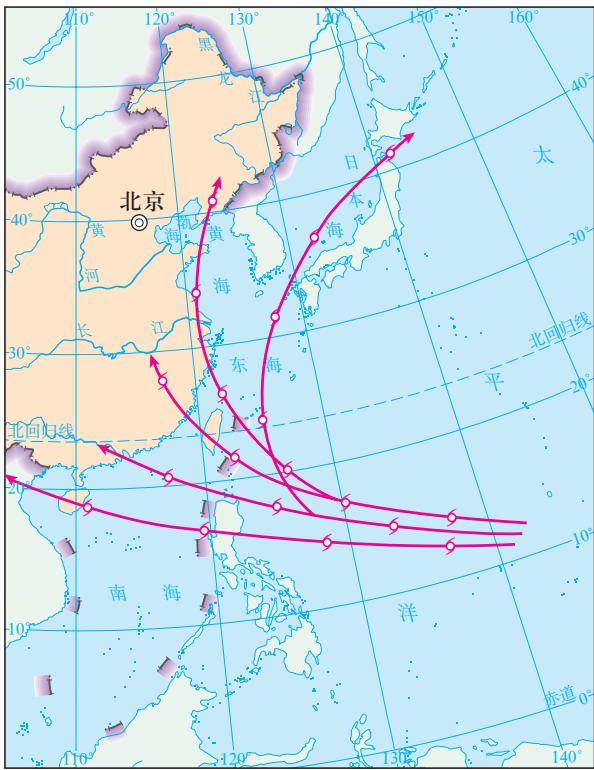 110°
120°
130°
140°
150°
160°
50°
40°
黑
龙
江
太
日
本
海
北京
40°
渤
海
黄
海
黄
河
30°
长
江
北回归线
30°
东
海
平
20°
北回归线
20°
10°
南
海
洋
10°
赤道
0°
110°
120°
130°
140°